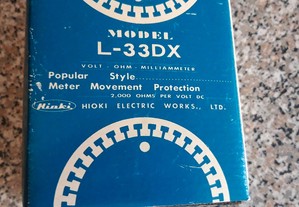 MODEL
L-33DX
VOLT - OHM - MILLIAMMETER
Popular Style
Meter Movement Protection
2,000 OHMS PER VOLT DC
Hioki HIOKI ELECTRIC WORKS., LTD.